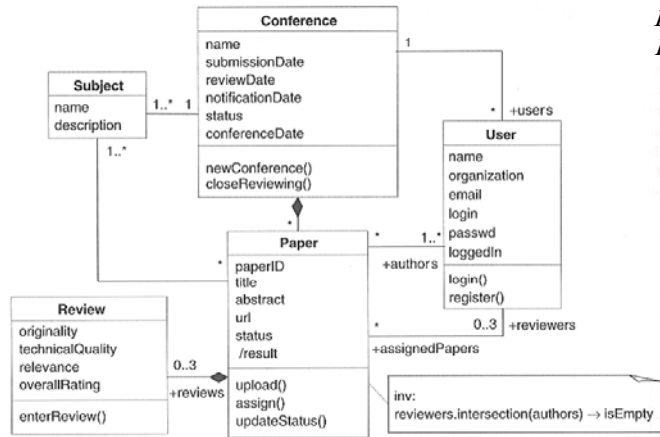 Conference
name
submissionDate
reviewDate
notificationDate
status
conferenceDate
newConference()
closeReviewing()
Subject
name
description
1..*
1
1..*
1
*
+users
User
name
organization
email
login
passwd
loggedIn
login()
register()
*
*
Paper
paperID
title
abstract
url
status
/result
upload()
assign()
updateStatus()
*
1..*
+authors
*
0..3
+reviewers
+assignedPapers
Review
originality
technicalQuality
relevance
overallRating
enterReview()
0..3
+reviews
inv:
reviewers.intersection(authors) → isEmpty